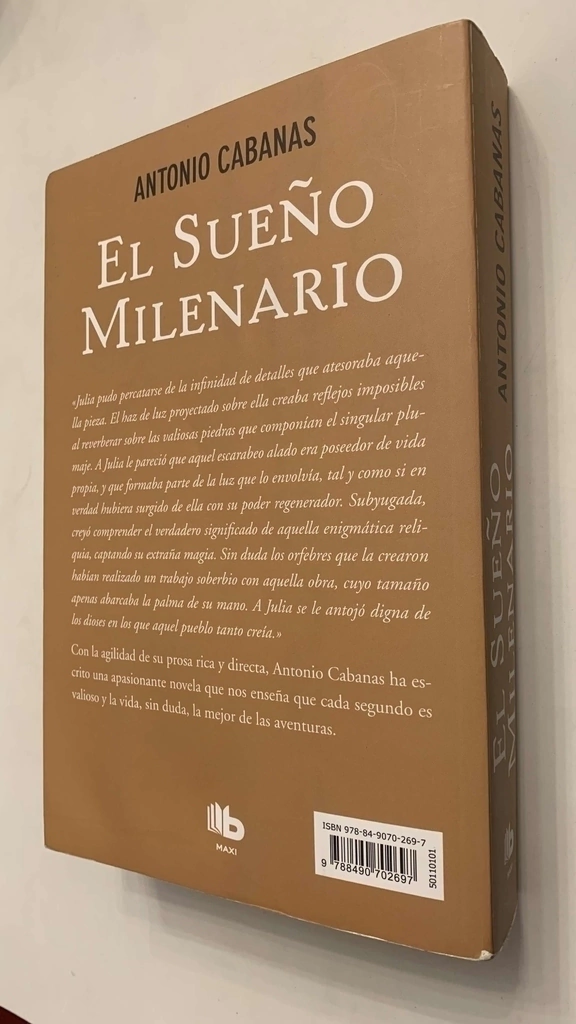 ANTONIO CABANAS
EL SUEÑO
MILENARIO
«Julia pudo percatarse de la infinidad de detalles que atesoraba aque-
lla pieza. El haz de luz proyectado sobre ella creaba reflejos imposibles
al reverberar sobre las valiosas piedras que componían el singular plu-
maje. A Julia le pareció que aquel escarabeo alado era poseedor de vida
propia, y que formaba parte de la luz que lo envolvía, tal y como si en
verdad hubiera surgido de ella con su poder regenerador. Subyugada,
creyó comprender el verdadero significado de aquella enigmática reli-
quia, captando su extraña magia. Sin duda los orfebres que la crearon
habían realizado un trabajo soberbio con aquella obra, cuyo tamaño
apenas abarcaba la palma de su mano. A Julia se le antojó digna de
los dioses en los que aquel pueblo tanto creía.»
Con la agilidad de su prosa rica y directa, Antonio Cabanas ha es-
crito una apasionante novela que nos enseña que cada segundo es
valioso y la vida, sin duda, la mejor de las aventuras.
b
MAXI
ISBN 978-84-9070-269-7
9 788490 702697
50110101
ANTONIO CABANAS
EL SUEÑO
MILENARIO